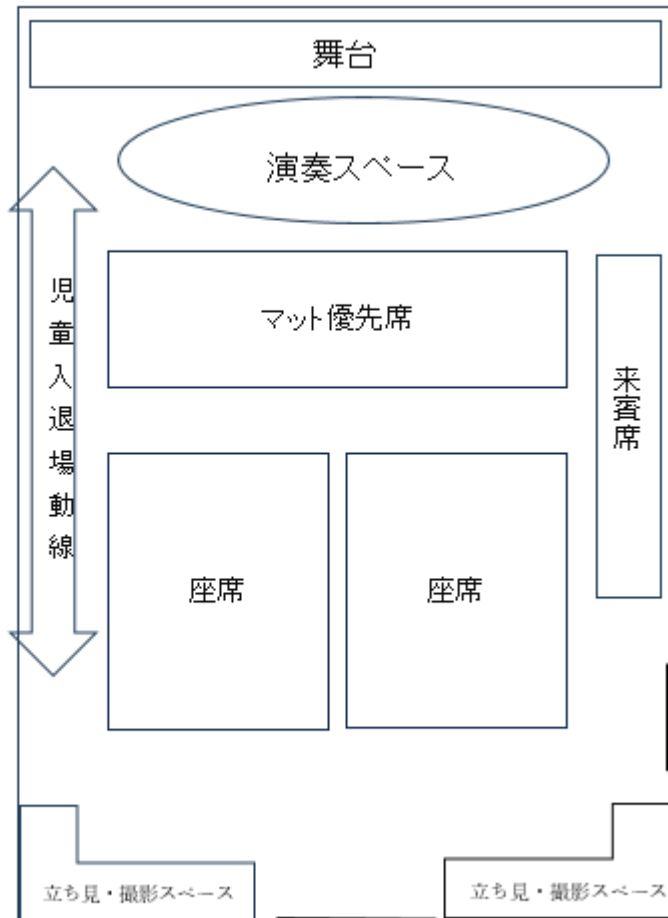 舞台
演奏スペース
児童入退場動線
マット優先席
来賓席
座席
座席
立ち見・撮影スペース
立ち見・撮影スペース